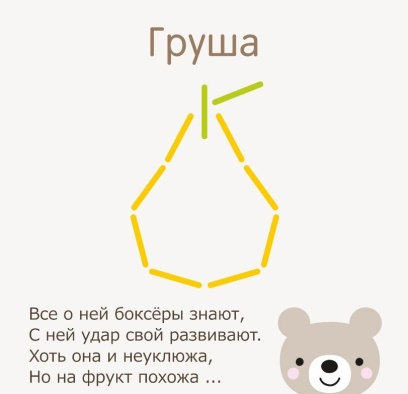 Груша
Все о ней боксёры знают,
С ней удар свой развивают.
Хоть она и неуклюжа,
Но на фрукт похожа ...